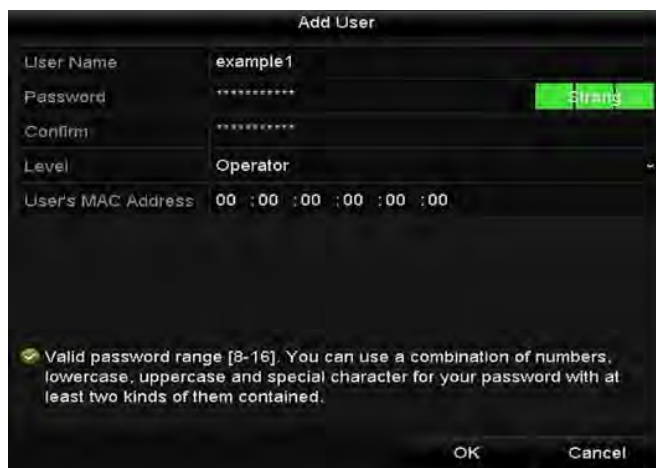 Add User
User Name example1
Password *********** Strong
Confirm ***********
Level Operator
User's MAC Address 00 :00 :00 :00 :00 :00
Valid password range [8-16]. You can use a combination of numbers,
lowercase, uppercase and special character for your password with at
least two kinds of them contained.
OK Cancel